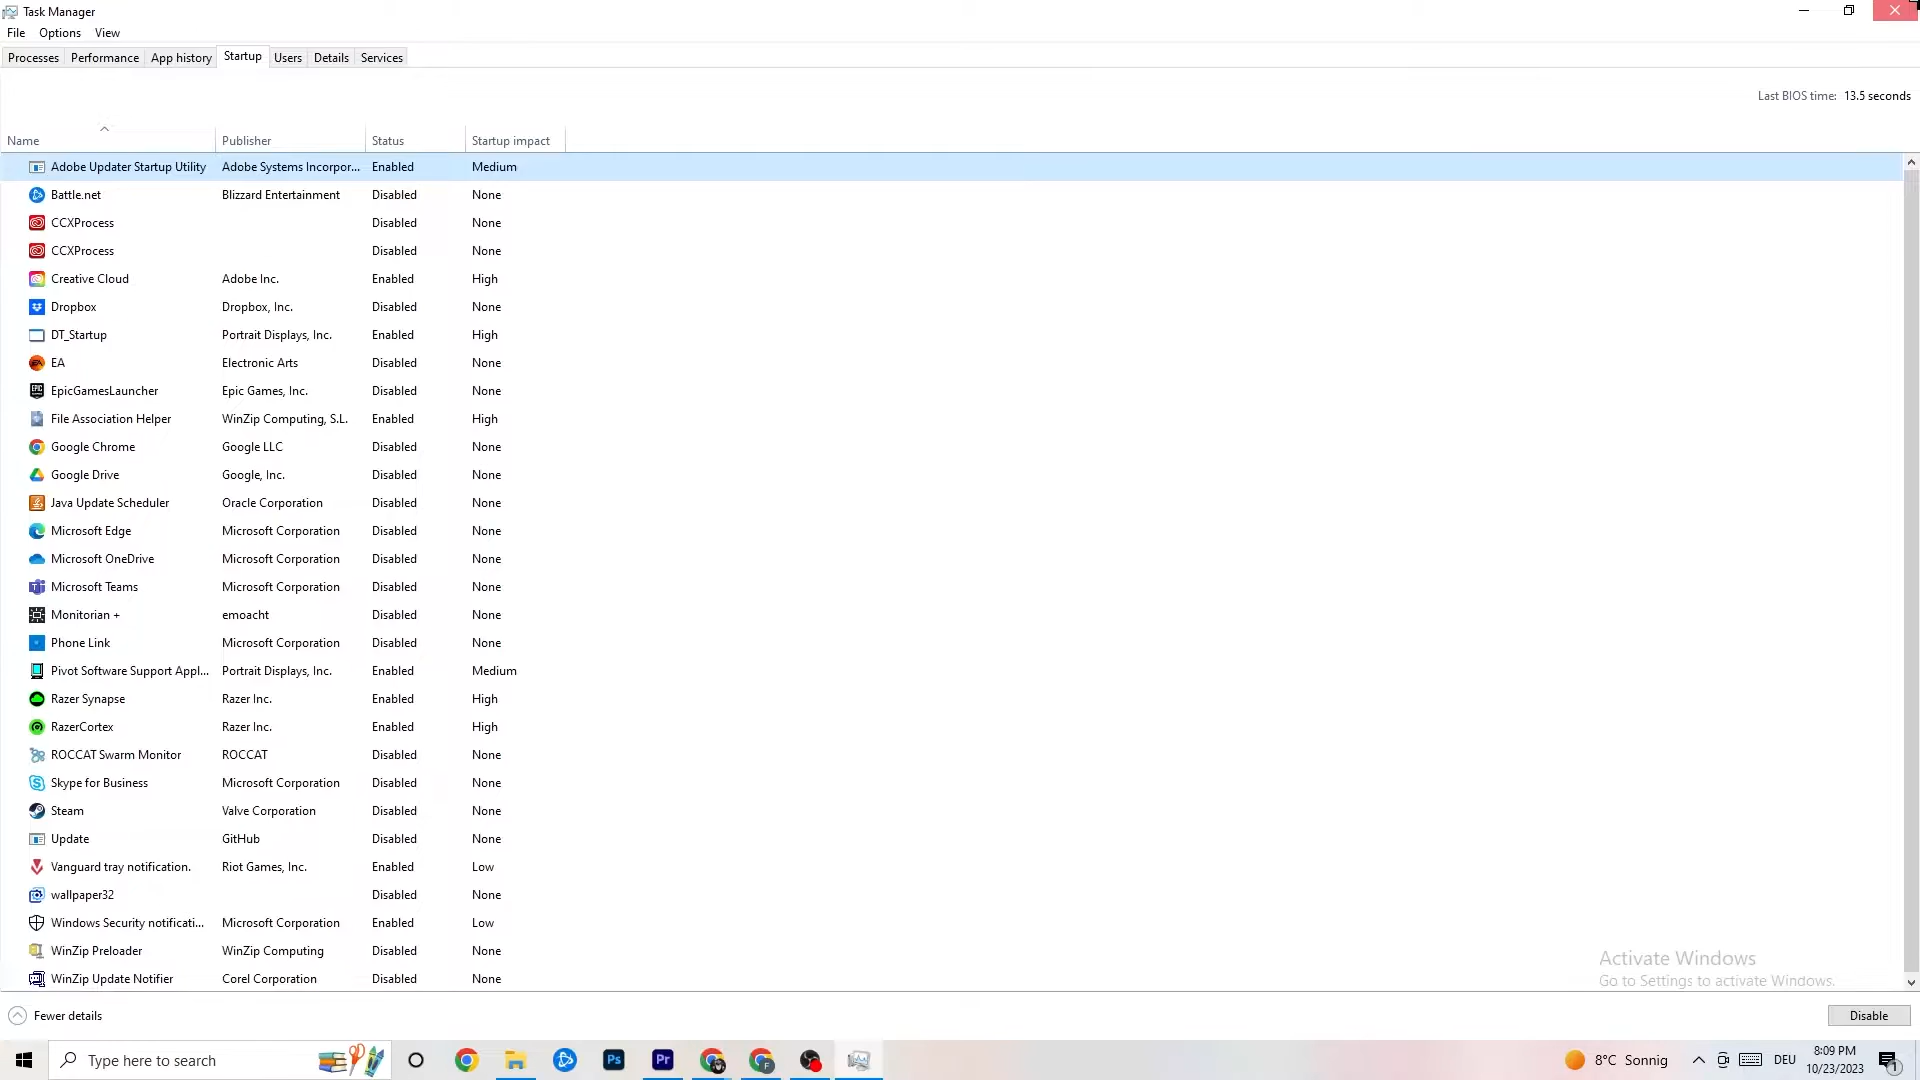 Task Manager
File Options View
Processes Performance App history Startup Users Details Services
Last BIOS time: 13.5 seconds
Name Publisher Status Startup impact
Adobe Updater Startup Utility Adobe Systems Incorpor... Enabled Medium
Battle.net Blizzard Entertainment Disabled None
CCXProcess Disabled None
CCXProcess Disabled None
Creative Cloud Adobe Inc. Enabled High
Dropbox Dropbox, Inc. Disabled None
DT_Startup Portrait Displays, Inc. Enabled High
EA Electronic Arts Disabled None
EpicGamesLauncher Epic Games, Inc. Disabled None
File Association Helper WinZip Computing, S.L. Enabled High
Google Chrome Google LLC Disabled None
Google Drive Google, Inc. Disabled None
Java Update Scheduler Oracle Corporation Disabled None
Microsoft Edge Microsoft Corporation Disabled None
Microsoft OneDrive Microsoft Corporation Disabled None
Microsoft Teams Microsoft Corporation Disabled None
Monitorian + emoacht Disabled None
Phone Link Microsoft Corporation Disabled None
Pivot Software Support Appl... Portrait Displays, Inc. Enabled Medium
Razer Synapse Razer Inc. Enabled High
RazerCortex Razer Inc. Enabled High
ROCCAT Swarm Monitor ROCCAT Disabled None
Skype for Business Microsoft Corporation Disabled None
Steam Valve Corporation Disabled None
Update GitHub Disabled None
Vanguard tray notification. Riot Games, Inc. Enabled Low
wallpaper32 Disabled None
Windows Security notificati... Microsoft Corporation Enabled Low
WinZip Preloader WinZip Computing Disabled None
WinZip Update Notifier Corel Corporation Disabled None
Activate Windows
Go to Settings to activate Windows.
Fewer details Disable
Type here to search Ps Pr F 8°C Sonnig DEU 8:09 PM
10/23/2023 1